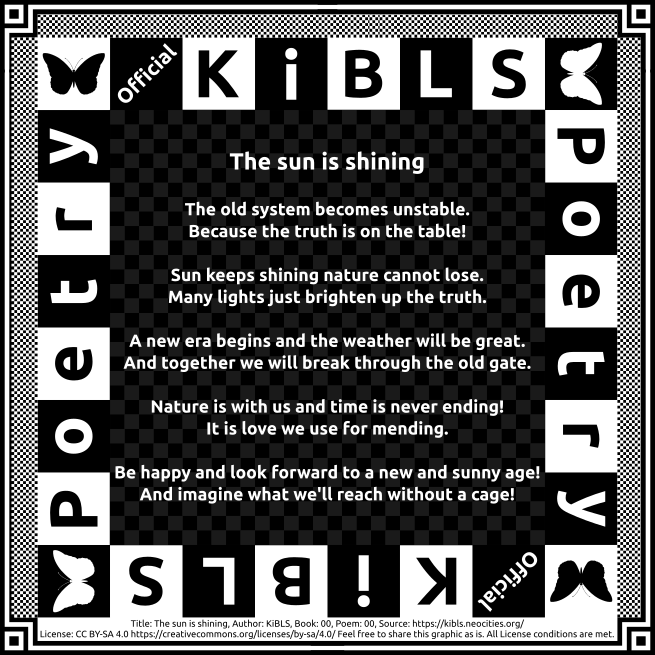 Official KiBLS
Poetry
Poetry
The sun is shining
The old system becomes unstable.
Because the truth is on the table!
Sun keeps shining nature cannot lose.
Many lights just brighten up the truth.
A new era begins and the weather will be great.
And together we will break through the old gate.
Nature is with us and time is never ending!
It is love we use for mending.
Be happy and look forward to a new and sunny age!
And imagine what we'll reach without a cage!
Official KiBLS
Title: The sun is shining, Author: KiBLS, Book: 00, Poem: 00, Source: https://kibls.neocities.org/
License: CC BY-SA 4.0 https://creativecommons.org/licenses/by-sa/4.0/ Feel free to share this graphic as is. All License conditions are met.